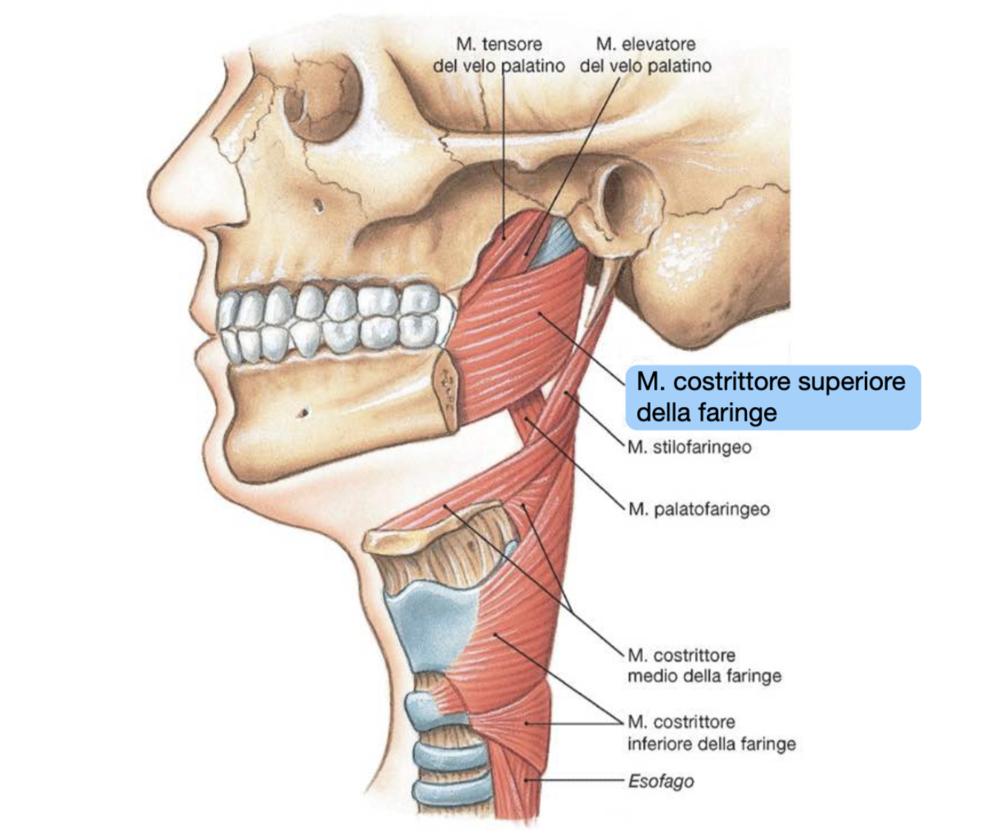 M. tensore
del velo palatino
M. elevatore
del velo palatino
M. costrittore superiore
della faringe
M. stilofaringeo
M. palatofaringeo
M. costrittore
medio della faringe
M. costrittore
inferiore della faringe
Esofago